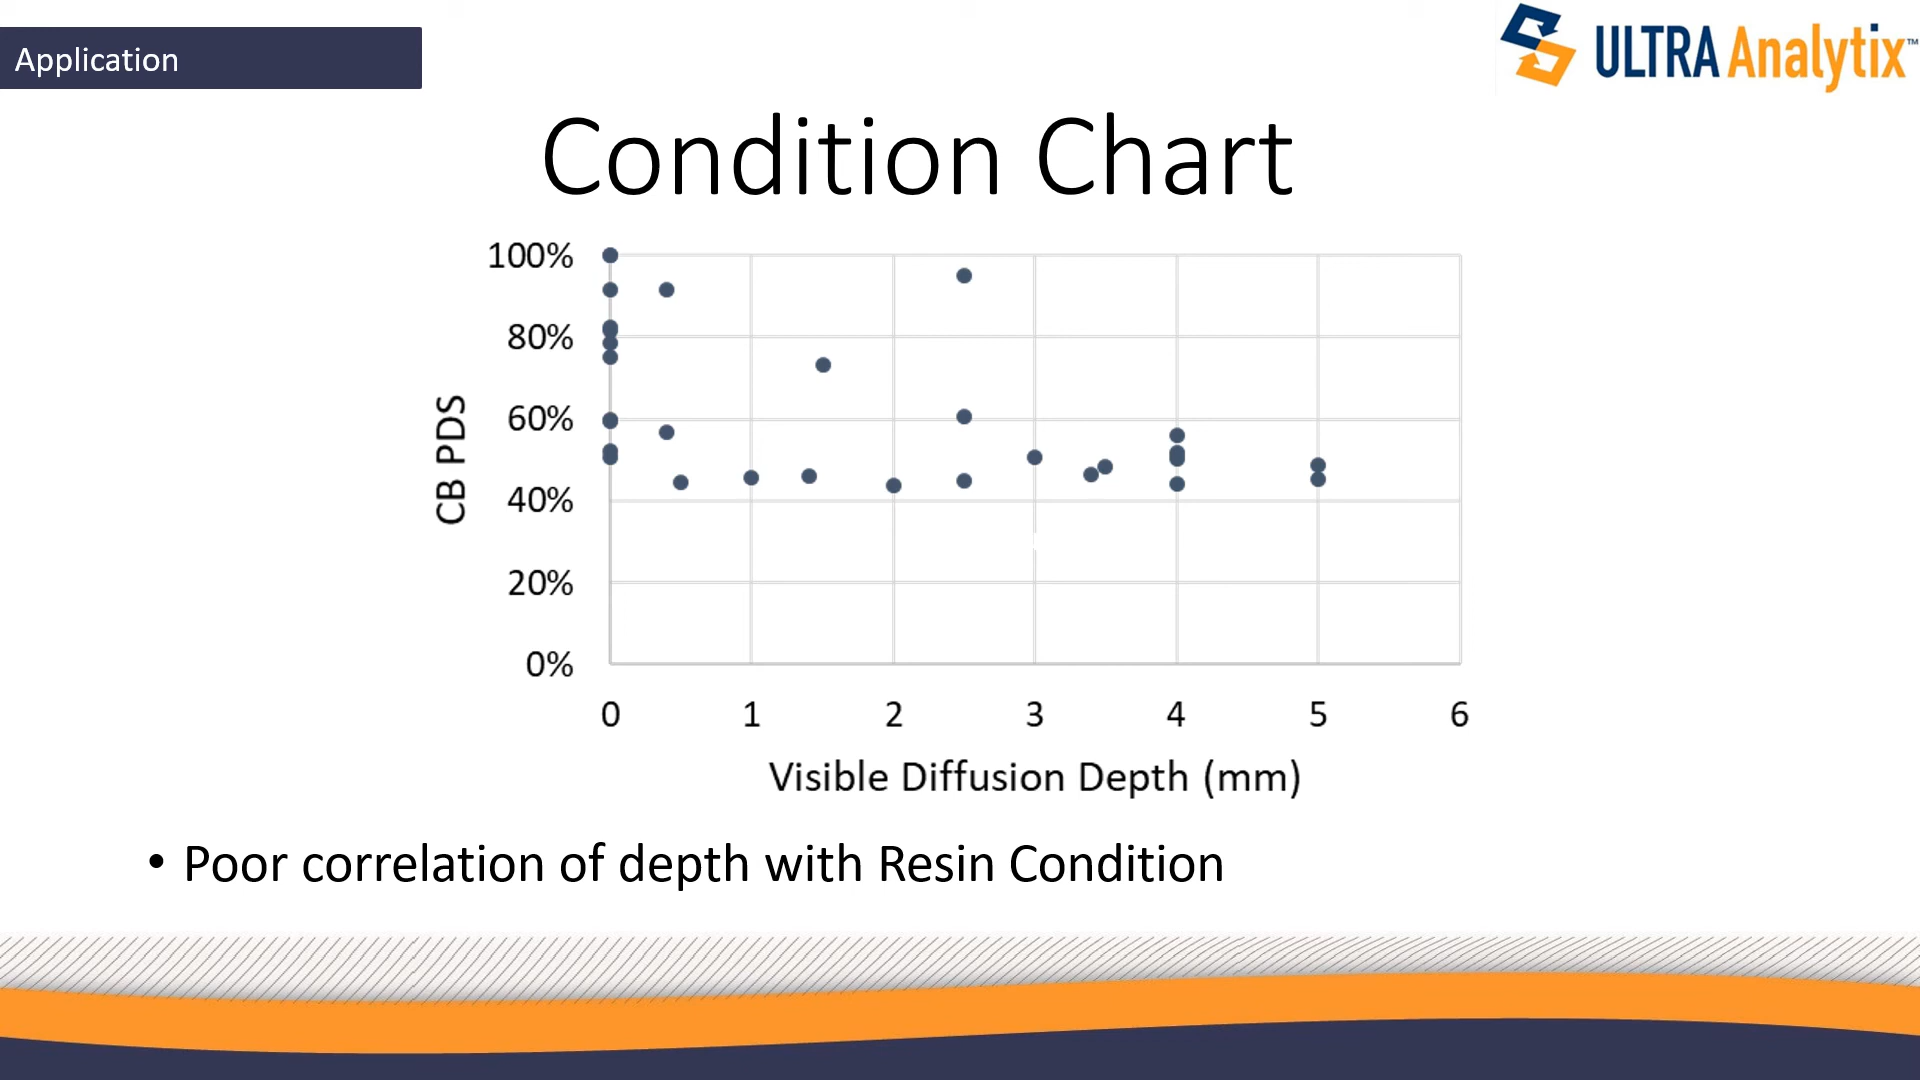 Application
ULTRA Analytix™
Condition Chart
100%
80%
60%
40%
20%
0%
CB PDS
0 1 2 3 4 5 6
Visible Diffusion Depth (mm)
• Poor correlation of depth with Resin Condition